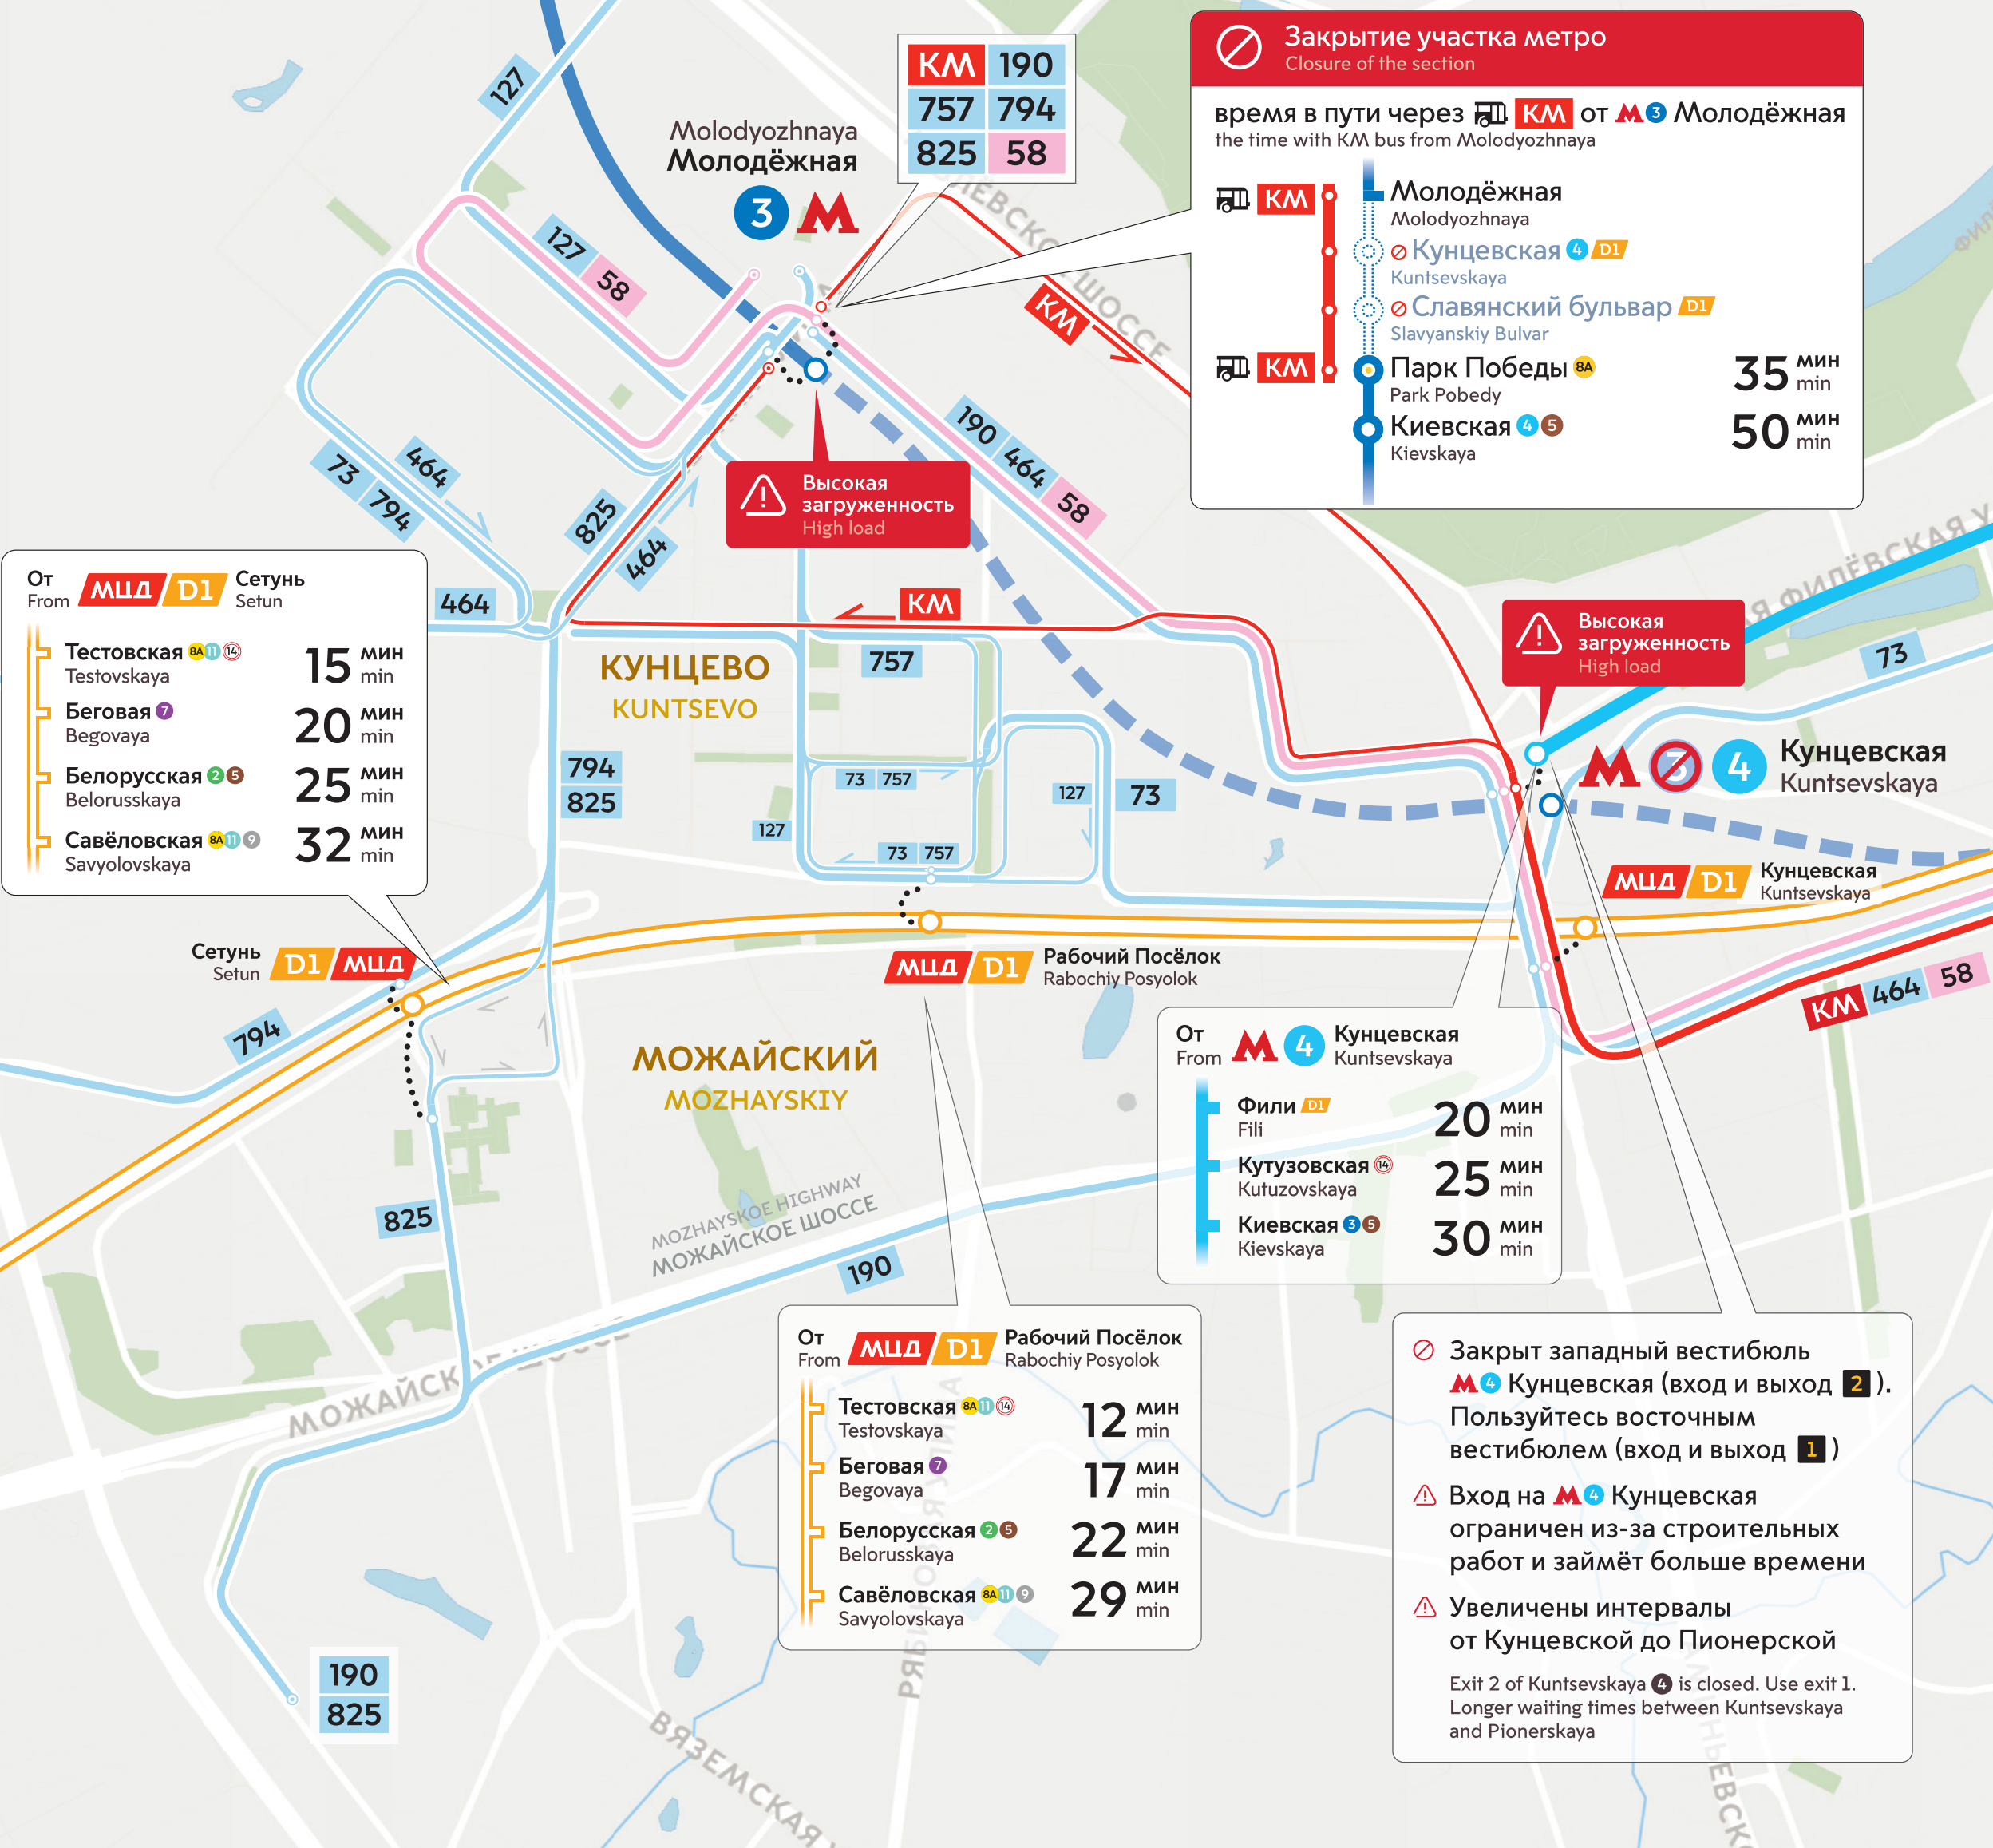 127
Molodyozhnaya
Молодёжная
3
КМ 190
757 794
825 58
Закрытие участка метро
Closure of the section
время в пути через КМ от М 3 Молодёжная
the time with KM bus from Molodyozhnaya
КМ
Молодёжная
Molodyozhnaya
Кунцевская 4 D1
Kuntsevskaya
Славянский бульвар D1
Slavyanskiy Bulvar
КМ
Парк Победы 8А
Park Pobedy
35 мин
min
Киевская 4 5
Kievskaya
50 мин
min
127 58
КМ
190 464 58
464
73 794
825
464
Высокая
загруженность
High load
От
From
МЦД D1
Сетунь
Setun
Тестовская 8А 11 14
Testovskaya
15 мин
min
Беговая 7
Begovaya
20 мин
min
Белорусская 2 5
Belorusskaya
25 мин
min
Савёловская 8А 11 9
Savyolovskaya
32 мин
min
464
КМ
757
КУНЦЕВО
KUNTSEVO
794
825
73 757
127
127
73
73 757
Высокая
загруженность
High load
73
М 3 4
Кунцевская
Kuntsevskaya
МЦД D1
Кунцевская
Kuntsevskaya
КМ 464 58
Сетунь
Setun
D1 МЦД
794
МЦД D1
Рабочий Посёлок
Rabochiy Posyolok
МОЖАЙСКИЙ
MOZHAYSKIY
825
MOZHAYSKOE HIGHWAY
МОЖАЙСКОЕ ШОССЕ
190
От
From
М 4
Кунцевская
Kuntsevskaya
Фили D1
Fili
20 мин
min
Кутузовская 14
Kutuzovskaya
25 мин
min
Киевская 3 5
Kievskaya
30 мин
min
От
From
МЦД D1
Рабочий Посёлок
Rabochiy Posyolok
Тестовская 8А 11 14
Testovskaya
12 мин
min
Беговая 7
Begovaya
17 мин
min
Белорусская 2 5
Belorusskaya
22 мин
min
Савёловская 8А 11 9
Savyolovskaya
29 мин
min
Закрыт западный вестибюль
М 4 Кунцевская (вход и выход 2 ).
Пользуйтесь восточным
вестибюлем (вход и выход 1 )
Вход на М 4 Кунцевская
ограничен из-за строительных
работ и займёт больше времени
Увеличены интервалы
от Кунцевской до Пионерской
Exit 2 of Kuntsevskaya 4 is closed. Use exit 1.
Longer waiting times between Kuntsevskaya
and Pionerskaya
190
825
ШОССЕ
ФИЛЁВСКАЯ
ВЯЗЕМСКАЯ